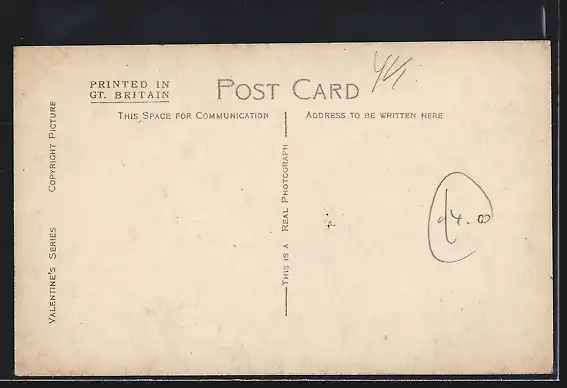 PRINTED IN
GT. BRITAIN
POST CARD
THIS SPACE FOR COMMUNICATION
ADDRESS TO BE WRITTEN HERE
VALENTINE'S SERIES COPYRIGHT PICTURE
THIS IS A REAL PHOTOGRAPH